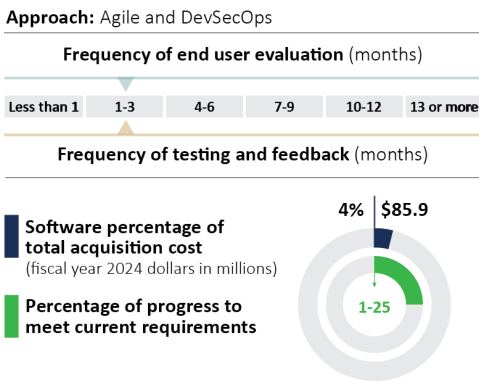 Approach: Agile and DevSecOps
Frequency of end user evaluation (months)
Less than 1 1-3 4-6 7-9 10-12 13 or more
Frequency of testing and feedback (months)
4% $85.9
Software percentage of
total acquisition cost
(fiscal year 2024 dollars in millions)
Percentage of progress to
meet current requirements
1-25